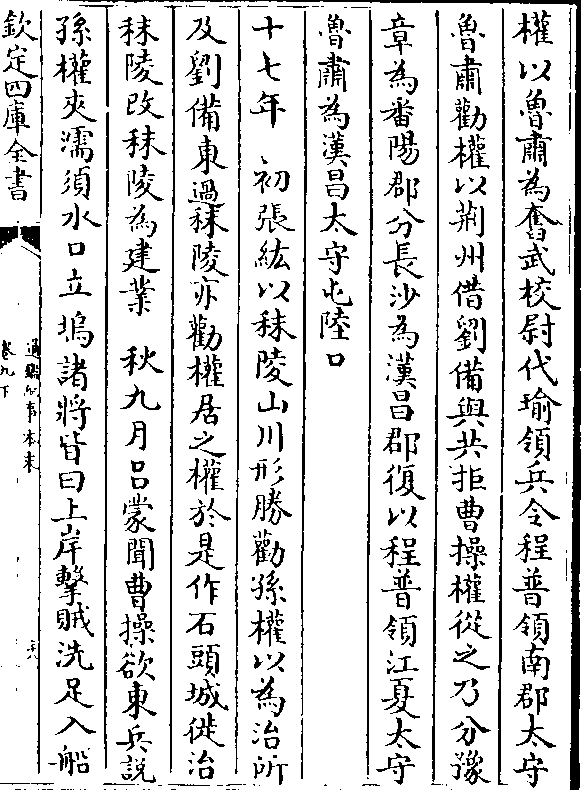 權以魯肅為奮武校尉代瑜領兵令程普領南郡太守
魯肅勸權以荆州借劉備與共拒曹操權從之乃分豫
章為番陽郡分長沙為漢昌郡復以程普領江夏太守
魯肅為漢昌太守屯陸口
十七年 初張紘以秣陵山川形勝勸孫權以為治所
及劉備東過秣陵亦勸權居之權於是作石頭城徙治
秣陵改秣陵為建業 秋九月吕蒙聞曹操欲東兵説
孫權夾濡須水口立塢諸將皆曰上岸擊賊洗足入船
欽定四庫全書
通鑑紀事本末
卷九下